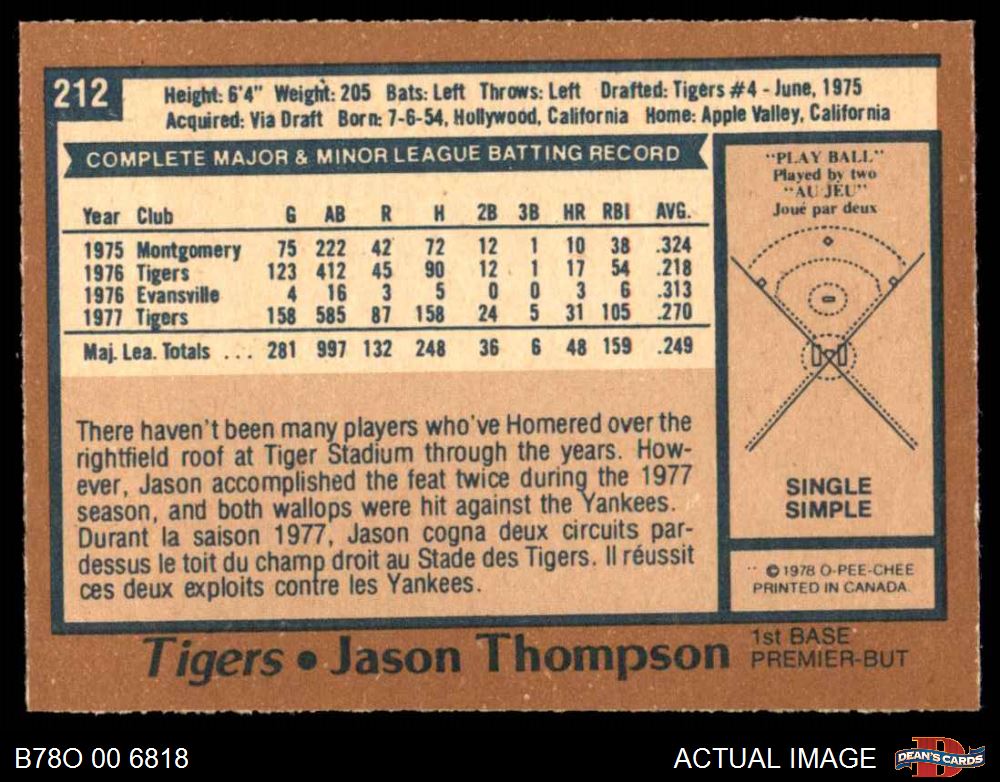 212
Height: 6'4" Weight: 205 Bats: Left Throws: Left Drafted: Tigers #4 - June, 1975
Acquired: Via Draft Born: 7-6-54, Hollywood, California Home: Apple Valley, California
COMPLETE MAJOR & MINOR LEAGUE BATTING RECORD
Year Club G AB R H 2B 3B HR RBI AVG.
1975 Montgomery 75 222 42 72 12 1 10 38 .324
1976 Tigers 123 412 45 90 12 1 17 54 .218
1976 Evansville 4 16 3 5 0 0 3 6 .313
1977 Tigers 158 585 87 158 24 5 31 105 .270
Maj. Lea. Totals ... 281 997 132 248 36 6 48 159 .249
There haven't been many players who've Homered over the
rightfield roof at Tiger Stadium through the years. How-
ever, Jason accomplished the feat twice during the 1977
season, and both wallops were hit against the Yankees.
Durant la saison 1977, Jason cogna deux circuits par-
dessus le toit du champ droit au Stade des Tigers. Il réussit
ces deux exploits contre les Yankees.
"PLAY BALL"
Played by two
"AU JEU"
Joué par deux
SINGLE
SIMPLE
© 1978 O-PEE-CHEE
PRINTED IN CANADA.
Tigers • Jason Thompson
1st BASE
PREMIER-BUT
B78O 00 6818
ACTUAL IMAGE
DEAN'S CARDS